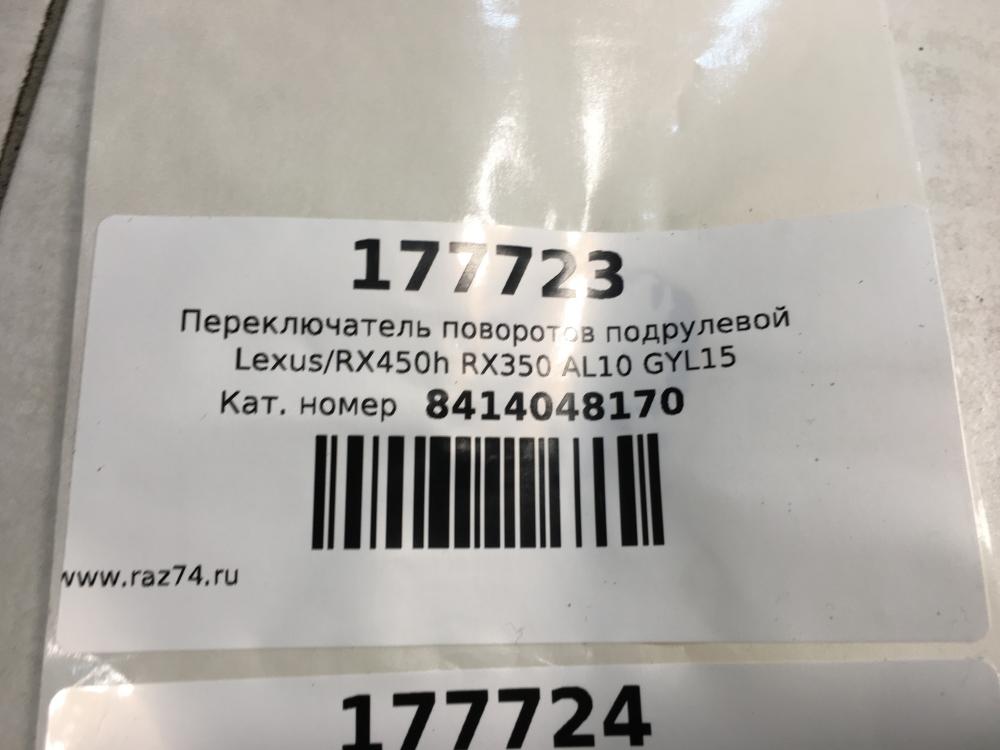 177723
Переключатель поворотов подрулевой
Lexus/RX450h RX350 AL10 GYL15
Кат. номер 8414048170
www.raz74.ru
177724